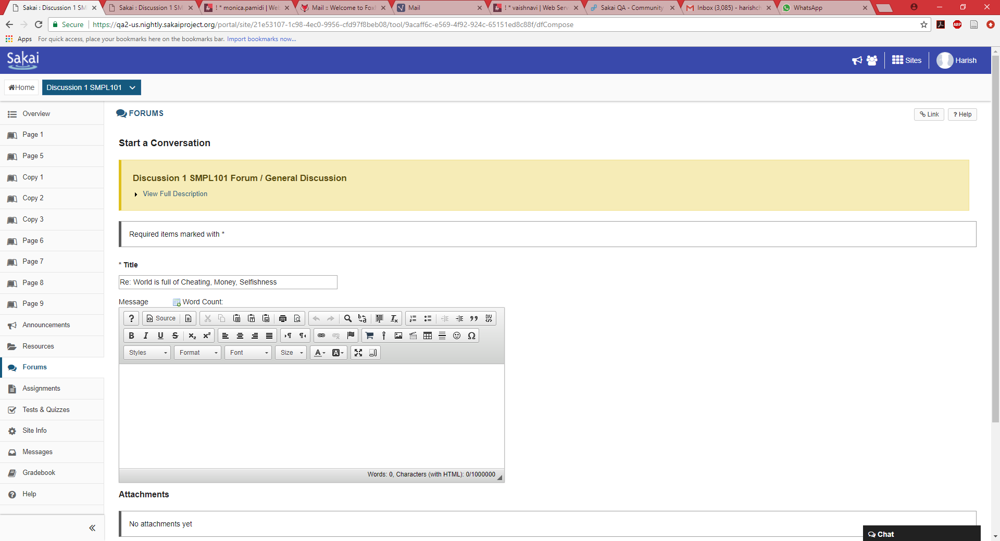 Sakai : Discussion 1 SM
Sakai : Discussion 1 SM
! * monica.pamidi | Web
Mail :: Welcome to Foxh
Mail
! * vaishnavi | Web Serv
Sakai QA - Community
Inbox (3,085) - harishch
WhatsApp
Secure https://qa2-us.nightly.sakaiproject.org/portal/site/21e53107-1c98-4ec0-9956-cfd97f8beb08/tool/9acaff6c-e569-4f92-924c-65151ed8c88f/dfCompose
ABP
Apps For quick access, place your bookmarks here on the bookmarks bar. Import bookmarks now...
Sakai
Sites
Harish
Home
Discussion 1 SMPL101
Overview
Page 1
Page 5
Copy 1
Copy 2
Copy 3
Page 6
Page 7
Page 8
Page 9
Announcements
Resources
Forums
Assignments
Tests & Quizzes
Site Info
Messages
Gradebook
Help
FORUMS
Link
? Help
Start a Conversation
Discussion 1 SMPL101 Forum / General Discussion
View Full Description
Required items marked with *
* Title
Re: World is full of Cheating, Money, Selfishness
Message Word Count:
? Source
B I U S x₂ x²
Styles Format Font Size A A
Words: 0, Characters (with HTML): 0/1000000
Attachments
No attachments yet
Chat